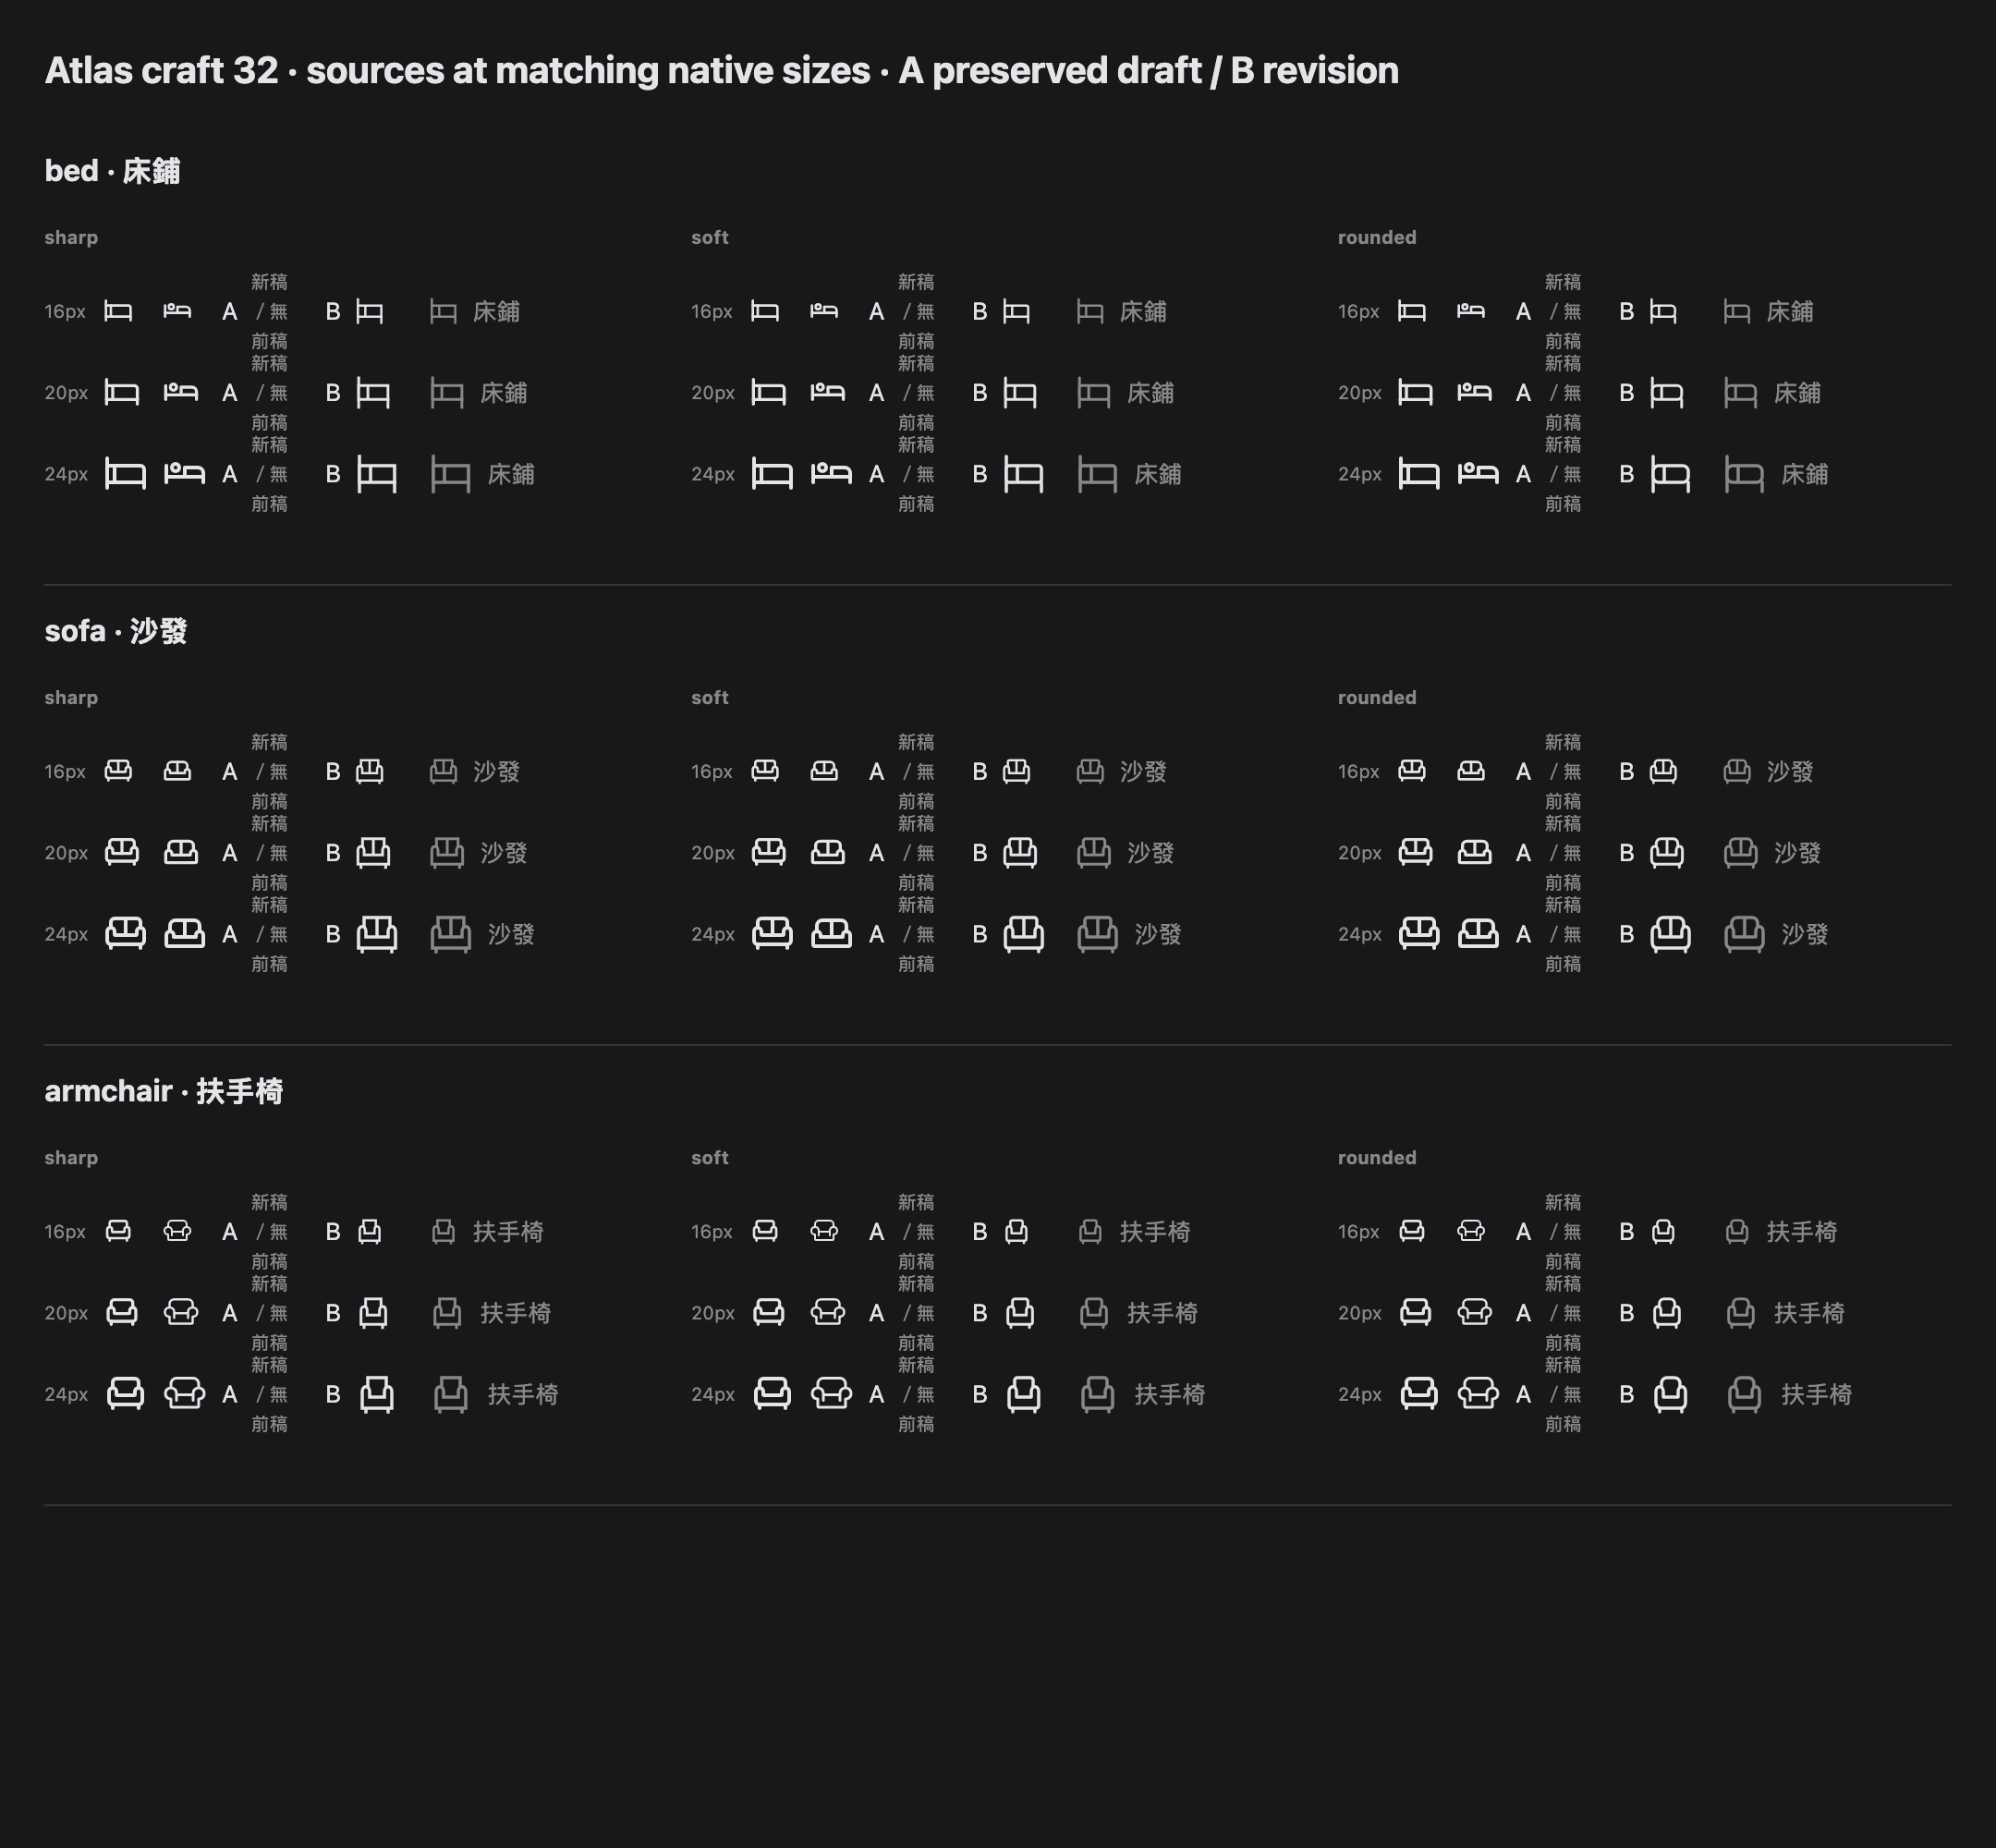 Atlas craft 32 · sources at matching native sizes · A preserved draft / B revision
bed · 床鋪
sharp
soft
rounded
16px A 新稿 / 無 前稿 B 床鋪
16px A 新稿 / 無 前稿 B 床鋪
16px A 新稿 / 無 前稿 B 床鋪
20px A 新稿 / 無 前稿 B 床鋪
20px A 新稿 / 無 前稿 B 床鋪
20px A 新稿 / 無 前稿 B 床鋪
24px A 新稿 / 無 前稿 B 床鋪
24px A 新稿 / 無 前稿 B 床鋪
24px A 新稿 / 無 前稿 B 床鋪
sofa · 沙發
sharp
soft
rounded
16px A 新稿 / 無 前稿 B 沙發
16px A 新稿 / 無 前稿 B 沙發
16px A 新稿 / 無 前稿 B 沙發
20px A 新稿 / 無 前稿 B 沙發
20px A 新稿 / 無 前稿 B 沙發
20px A 新稿 / 無 前稿 B 沙發
24px A 新稿 / 無 前稿 B 沙發
24px A 新稿 / 無 前稿 B 沙發
24px A 新稿 / 無 前稿 B 沙發
armchair · 扶手椅
sharp
soft
rounded
16px A 新稿 / 無 前稿 B 扶手椅
16px A 新稿 / 無 前稿 B 扶手椅
16px A 新稿 / 無 前稿 B 扶手椅
20px A 新稿 / 無 前稿 B 扶手椅
20px A 新稿 / 無 前稿 B 扶手椅
20px A 新稿 / 無 前稿 B 扶手椅
24px A 新稿 / 無 前稿 B 扶手椅
24px A 新稿 / 無 前稿 B 扶手椅
24px A 新稿 / 無 前稿 B 扶手椅